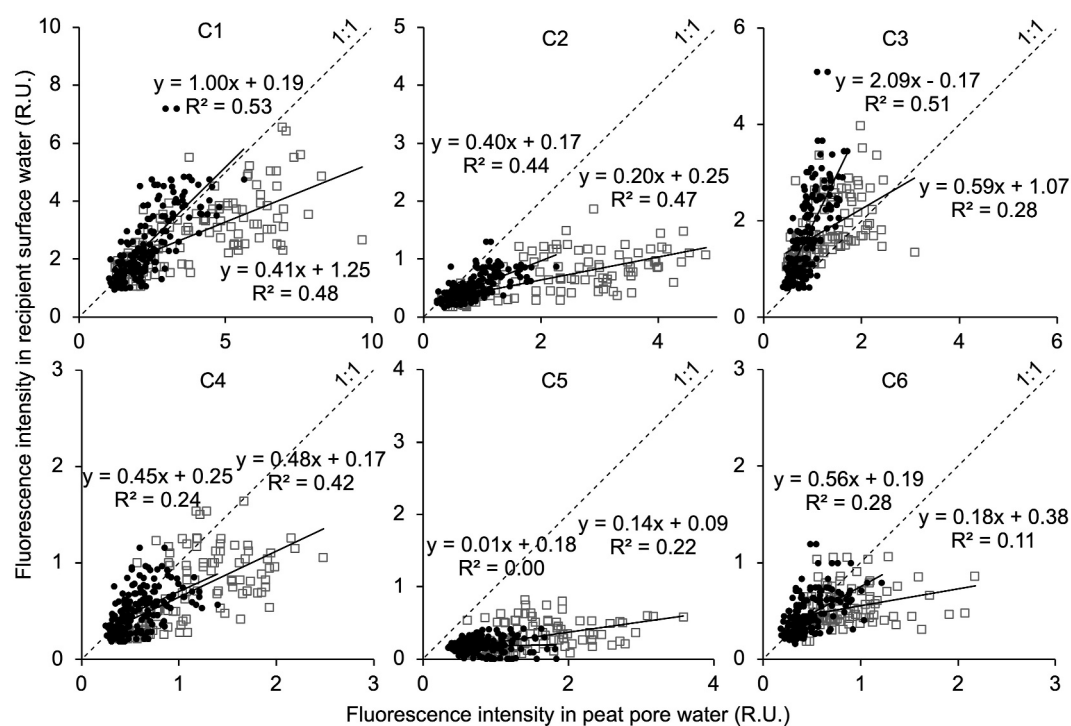 Fluorescence intensity in recipient surface water (R.U.)
10
8
6
4
2
0
C1
1:1
y = 1.00x + 0.19
R² = 0.53
y = 0.41x + 1.25
R² = 0.48
0
5
10
5
4
3
2
1
0
C2
1:1
y = 0.40x + 0.17
R² = 0.44
y = 0.20x + 0.25
R² = 0.47
0
2
4
6
4
2
0
C3
1:1
y = 2.09x - 0.17
R² = 0.51
y = 0.59x + 1.07
R² = 0.28
0
2
4
6
3
2
1
0
C4
1:1
y = 0.45x + 0.25
R² = 0.24
y = 0.48x + 0.17
R² = 0.42
0
1
2
3
4
3
2
1
0
C5
1:1
y = 0.01x + 0.18
R² = 0.00
y = 0.14x + 0.09
R² = 0.22
0
2
4
3
2
1
0
C6
1:1
y = 0.56x + 0.19
R² = 0.28
y = 0.18x + 0.38
R² = 0.11
0
1
2
3
Fluorescence intensity in peat pore water (R.U.)